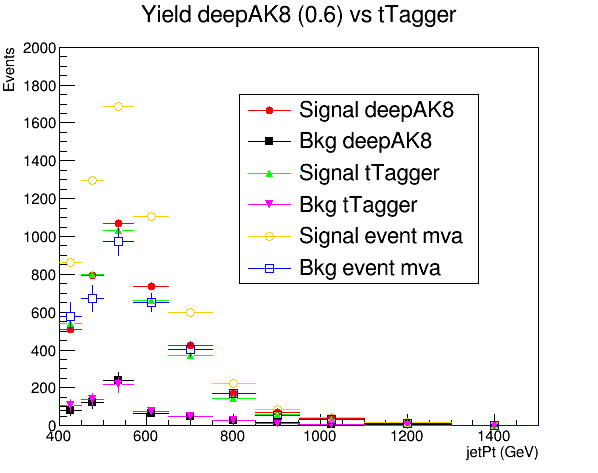 Yield deepAK8 (0.6) vs tTagger
Events
2000
1800
1600
1400
1200
1000
800
600
400
200
0
Signal deepAK8
Bkg deepAK8
Signal tTagger
Bkg tTagger
Signal event mva
Bkg event mva
400 600 800 1000 1200 1400
jetPt (GeV)